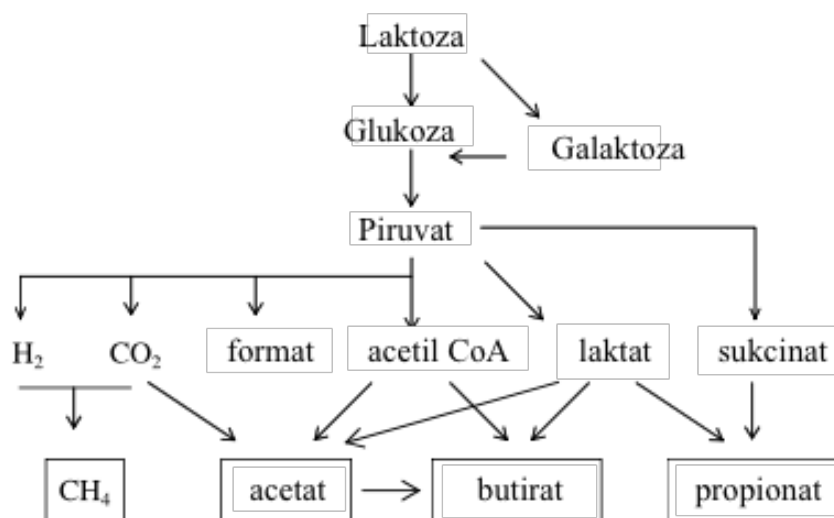 Laktoza
Glukoza
Galaktoza
Piruvat
H₂ CO₂ format acetil CoA laktat sukcinat
CH₄ acetat butirat propionat